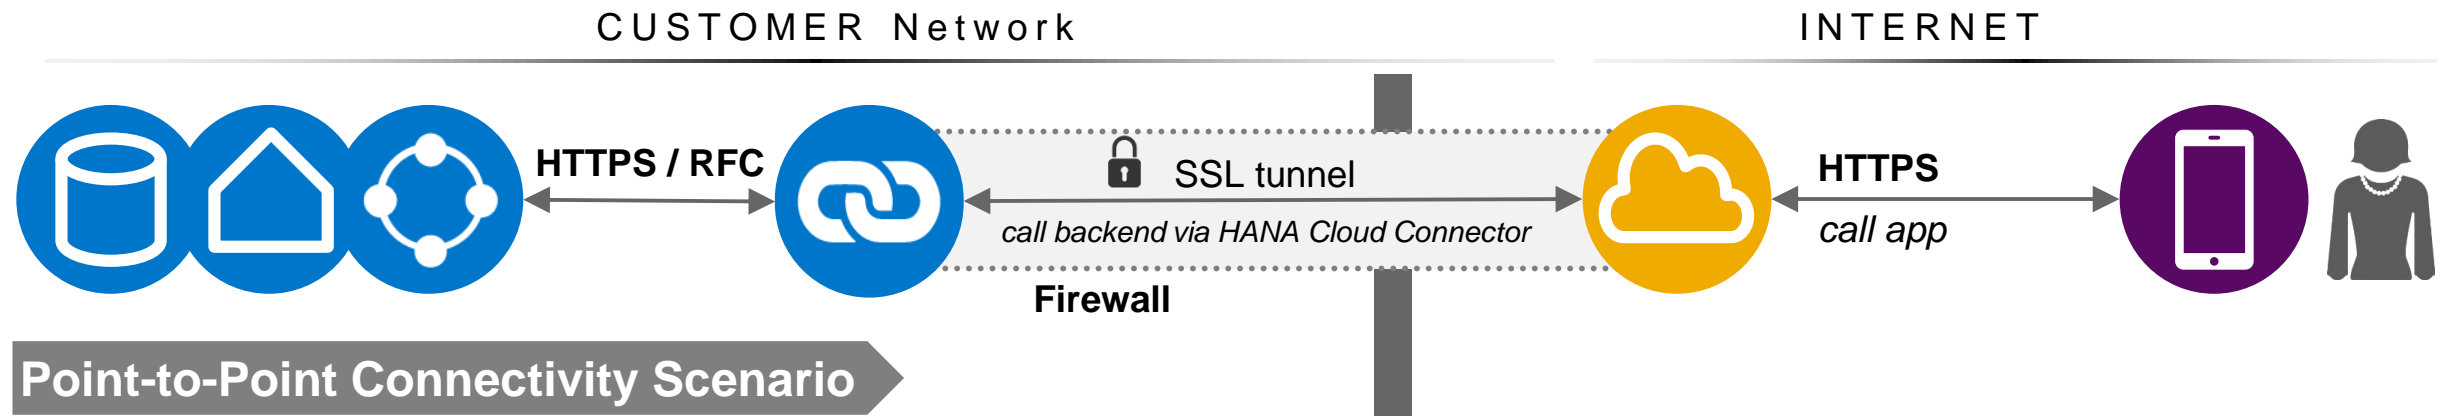 CUSTOMER Network
INTERNET
HTTPS / RFC
SSL tunnel
call backend via HANA Cloud Connector
HTTPS
call app
Firewall
Point-to-Point Connectivity Scenario